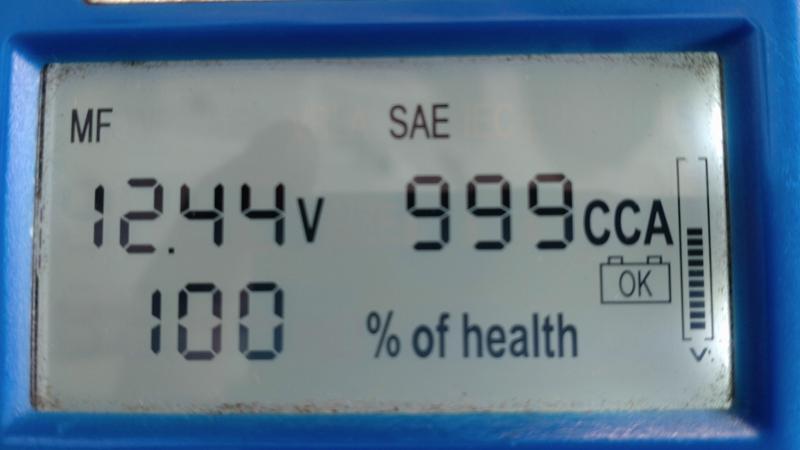 MF SAE
12.44V 999CCA
OK
100 % of health
V